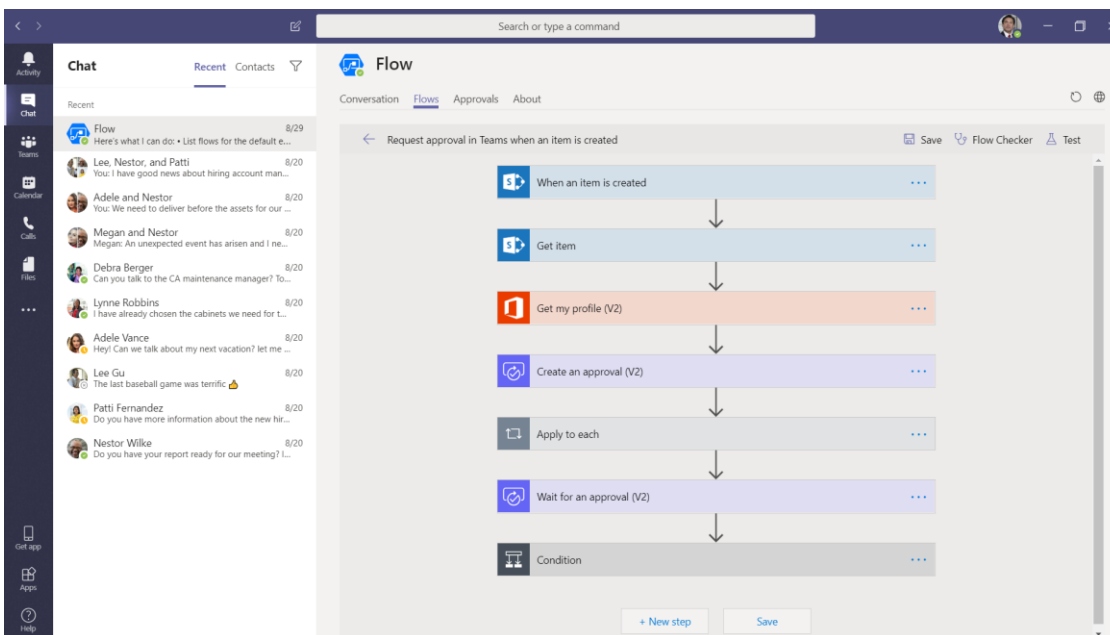 Search or type a command
Activity
Chat
Teams
Calendar
Calls
Files
Get app
Apps
Help
Chat
Recent Contacts
Recent
Flow 8/29
Here's what I can do: • List flows for the default e...
Lee, Nestor, and Patti 8/20
You: I have good news about hiring account man...
Adele and Nestor 8/20
You: We need to deliver before the assets for our ...
Megan and Nestor 8/20
Megan: An unexpected event has arisen and I ne...
Debra Berger 8/20
Can you talk to the CA maintenance manager? To...
Lynne Robbins 8/20
I have already chosen the cabinets we need for t...
Adele Vance 8/20
Hey! Can we talk about my next vacation? let me ...
Lee Gu 8/20
The last baseball game was terrific 👍
Patti Fernandez 8/20
Do you have more information about the new hir...
Nestor Wilke 8/20
Do you have your report ready for our meeting? I...
Flow
Conversation Flows Approvals About
Request approval in Teams when an item is created Save Flow Checker Test
When an item is created
Get item
Get my profile (V2)
Create an approval (V2)
Apply to each
Wait for an approval (V2)
Condition
+ New step Save